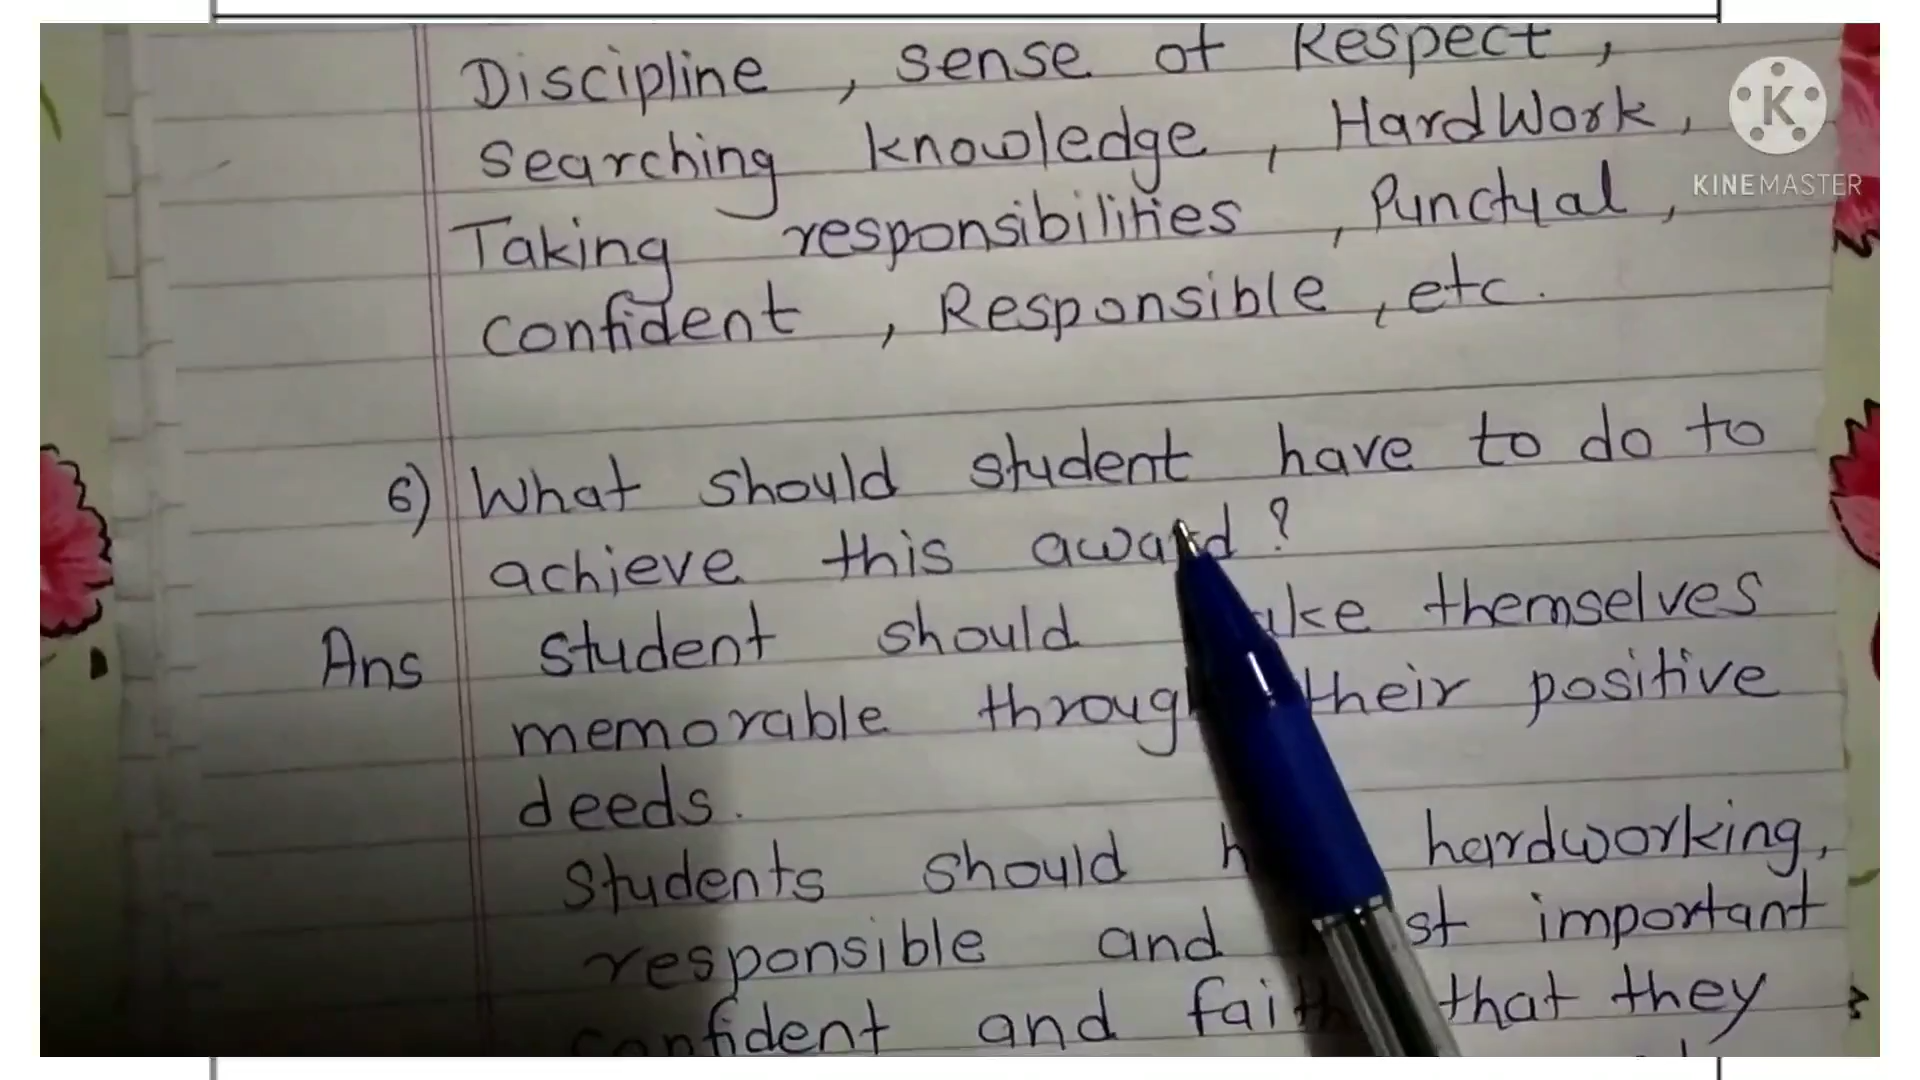 Discipline, sense of Respect,
Searching knowledge, HardWork,
Taking responsibilities, Punctual,
confident, Responsible, etc.
6) What should student have to do to
achieve this award?
Ans student should themselves
memorable their positive
deeds.
Students should hardworking,
responsible and important
confident and that they
K
KINEMASTER